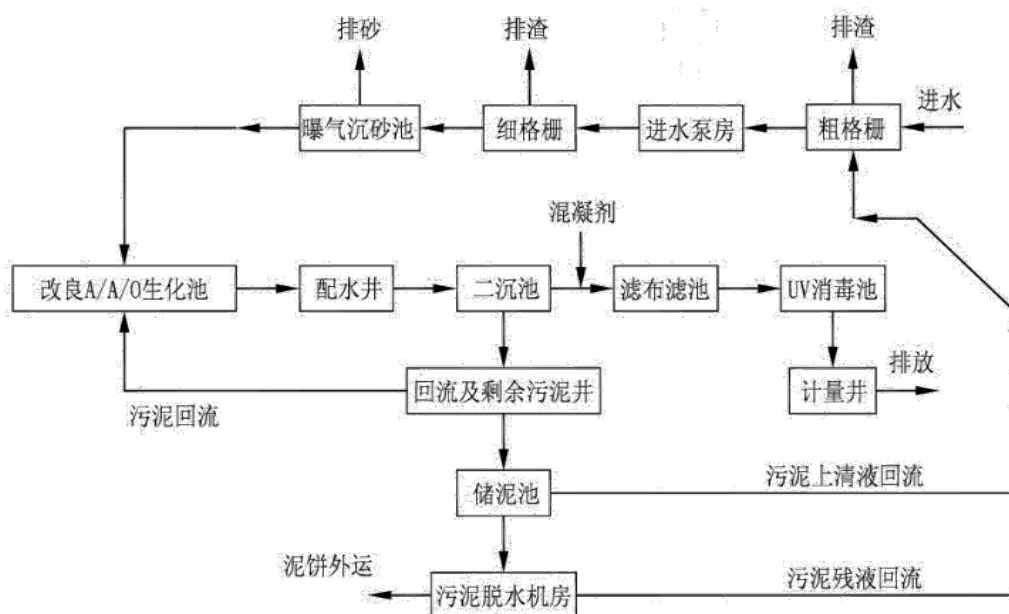 排砂
排渣
排渣
进水
曝气沉砂池
细格栅
进水泵房
粗格栅
混凝剂
改良A/A/O生化池
配水井
二沉池
滤布滤池
UV消毒池
排放
回流及剩余污泥井
计量井
污泥回流
污泥上清液回流
储泥池
泥饼外运
污泥脱水机房
污泥残液回流